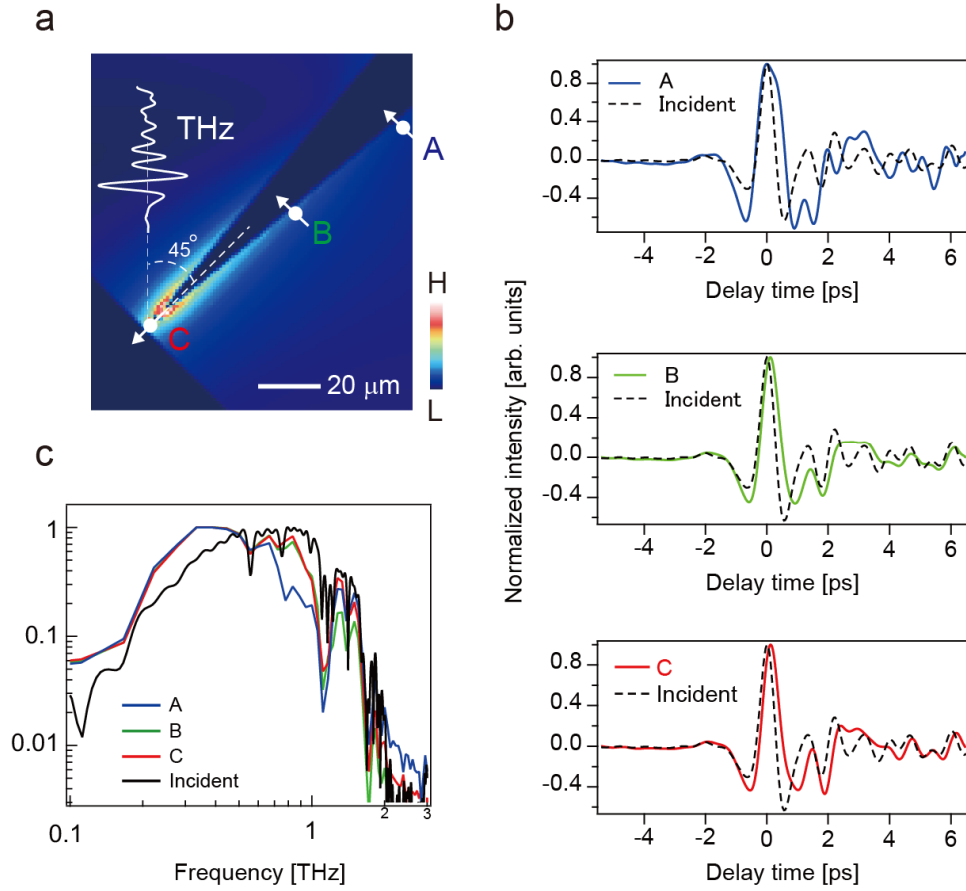 a
THz
A
B
45°
C
H
L
20 μm
b
Normalized intensity [arb. units]
0.8
0.4
0.0
-0.4
A
Incident
-4
-2
0
2
4
6
Delay time [ps]
0.8
0.4
0.0
-0.4
B
Incident
-4
-2
0
2
4
6
Delay time [ps]
0.8
0.4
0.0
-0.4
C
Incident
-4
-2
0
2
4
6
Delay time [ps]
c
1
0.1
0.01
A
B
C
Incident
0.1
1
2
3
Frequency [THz]